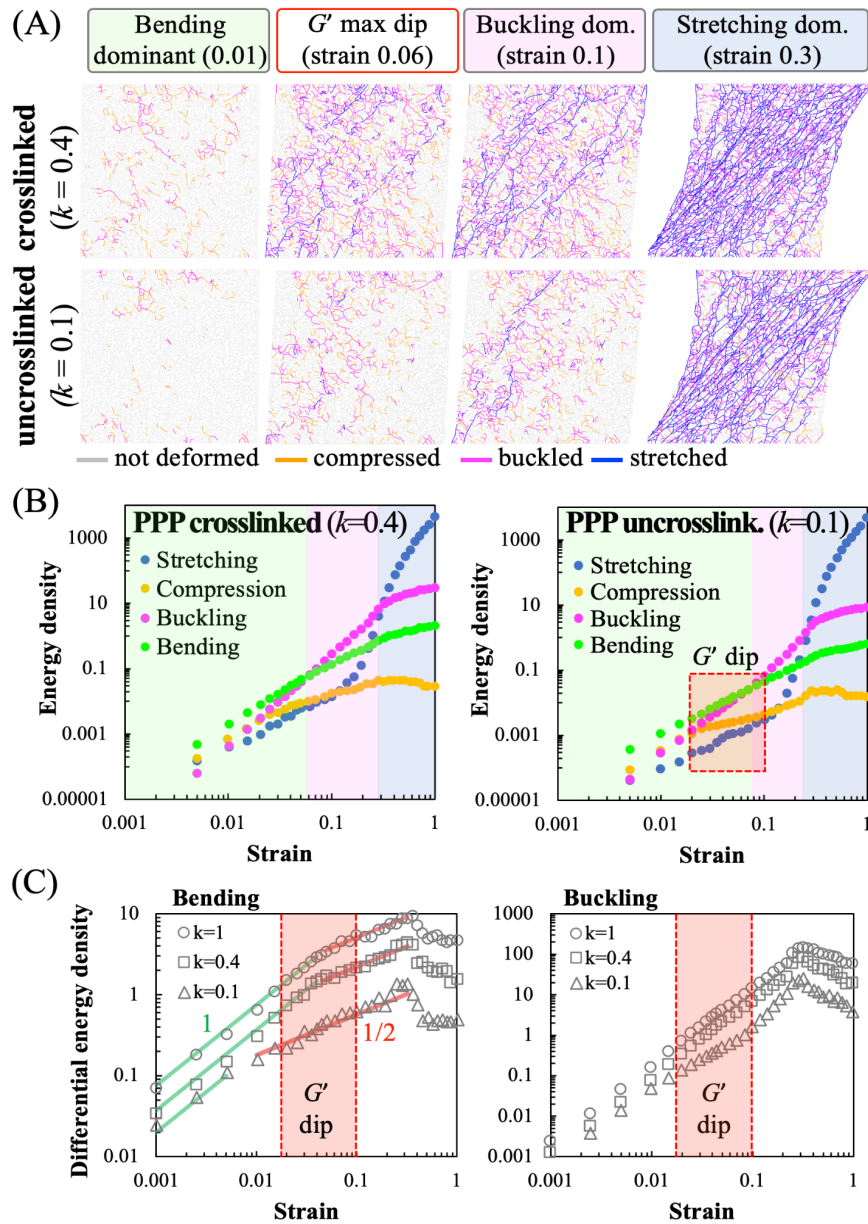 (A)
Bending
dominant (0.01)
G′ max dip
(strain 0.06)
Buckling dom.
(strain 0.1)
Stretching dom.
(strain 0.3)
crosslinked
(k = 0.4)
uncrosslinked
(k = 0.1)
not deformed
compressed
buckled
stretched
(B)
PPP crosslinked (k=0.4)
Stretching
Compression
Buckling
Bending
Energy density
1000
10
0.1
0.001
0.00001
0.001
0.01
0.1
1
Strain
PPP uncrosslink. (k=0.1)
Stretching
Compression
Buckling
Bending
G′ dip
Energy density
1000
10
0.1
0.001
0.00001
0.001
0.01
0.1
1
Strain
(C)
Bending
k=1
k=0.4
k=0.1
1
1/2
G′
dip
Differential energy density
10
1
0.1
0.01
0.001
0.01
0.1
1
Strain
Buckling
k=1
k=0.4
k=0.1
G′
dip
1000
100
10
1
0.1
0.01
0.001
0.001
0.01
0.1
1
Strain